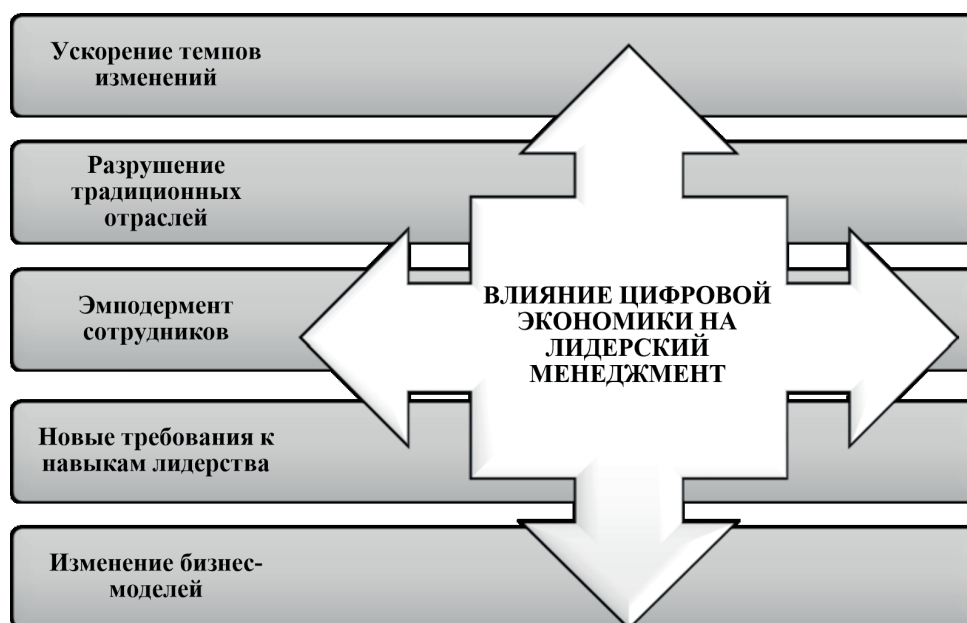 Ускорение темпов
изменений
Разрушение
традиционных
отраслей
Эмподермент
сотрудников
Новые требования к
навыкам лидерства
Изменение бизнес-
моделей
ВЛИЯНИЕ ЦИФРОВОЙ
ЭКОНОМИКИ НА
ЛИДЕРСКИЙ
МЕНЕДЖМЕНТ